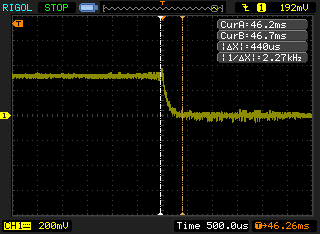 RIGOL STOP T 1 192mV
CurA:46.2ms
CurB:46.7ms
|ΔX|:440us
|1/ΔX|:2.27kHz
T
1
CH1 200mV Time 500.0us T→46.26ms